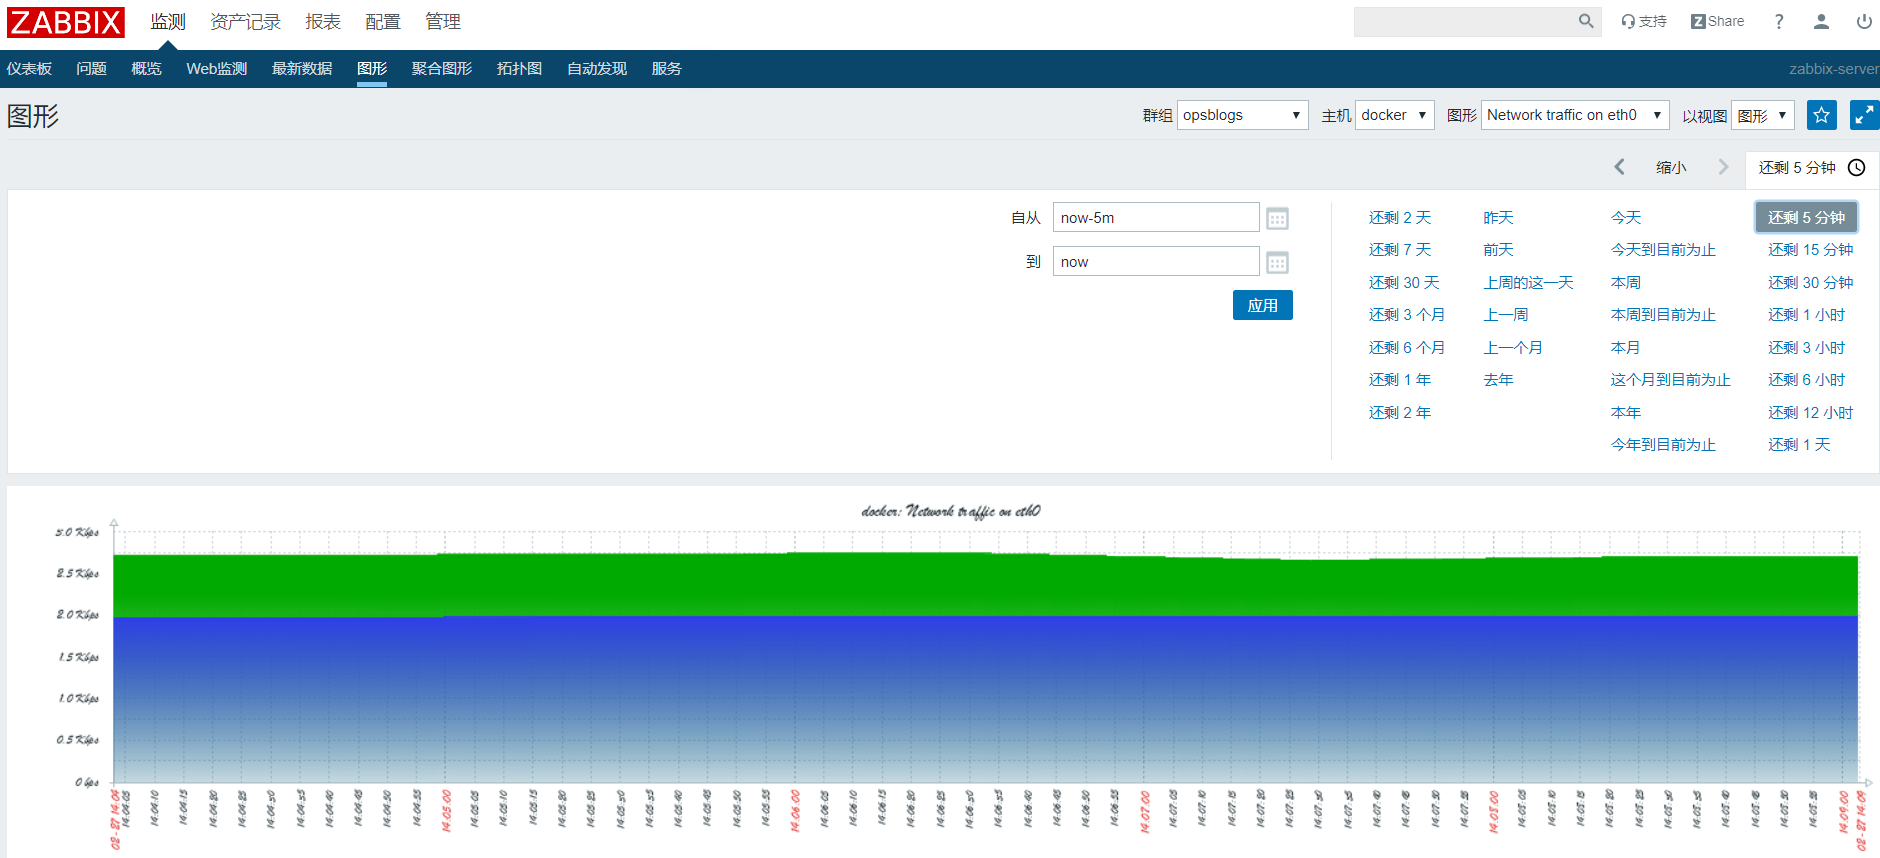 ZABBIX 监测 资产记录 报表 配置 管理 支持 Z Share ?
仪表板 问题 概览 Web监测 最新数据 图形 聚合图形 拓扑图 自动发现 服务 zabbix-server
图形 群组 opsblogs 主机 docker 图形 Network traffic on eth0 以视图 图形
缩小 还剩 5 分钟
自从 now-5m
到 now
应用
还剩 2 天 昨天 今天 还剩 5 分钟
还剩 7 天 前天 今天到目前为止 还剩 15 分钟
还剩 30 天 上周的这一天 本周 还剩 30 分钟
还剩 3 个月 上一周 本周到目前为止 还剩 1 小时
还剩 6 个月 上一个月 本月 还剩 3 小时
还剩 1 年 去年 这个月到目前为止 还剩 6 小时
还剩 2 年 本年 还剩 12 小时
今年到目前为止 还剩 1 天
docker: Network traffic on eth0
3.0 Kbps
2.5 Kbps
2.0 Kbps
1.5 Kbps
1.0 Kbps
0.5 Kbps
0 bps
02-27 14:04 14:04:05 14:04:10 14:04:15 14:04:20 14:04:25 14:04:30 14:04:35 14:04:40 14:04:45 14:04:50 14:04:55 14:05:00 14:05:05 14:05:10 14:05:15 14:05:20 14:05:25 14:05:30 14:05:35 14:05:40 14:05:45 14:05:50 14:05:55 14:06:00 14:06:05 14:06:10 14:06:15 14:06:20 14:06:25 14:06:30 14:06:35 14:06:40 14:06:45 14:06:50 14:06:55 14:07:00 14:07:05 14:07:10 14:07:15 14:07:20 14:07:25 14:07:30 14:07:35 14:07:40 14:07:45 14:07:50 14:07:55 14:08:00 14:08:05 14:08:10 14:08:15 14:08:20 14:08:25 14:08:30 14:08:35 14:08:40 14:08:45 14:08:50 14:08:55 14:09:00 02-27 14:09